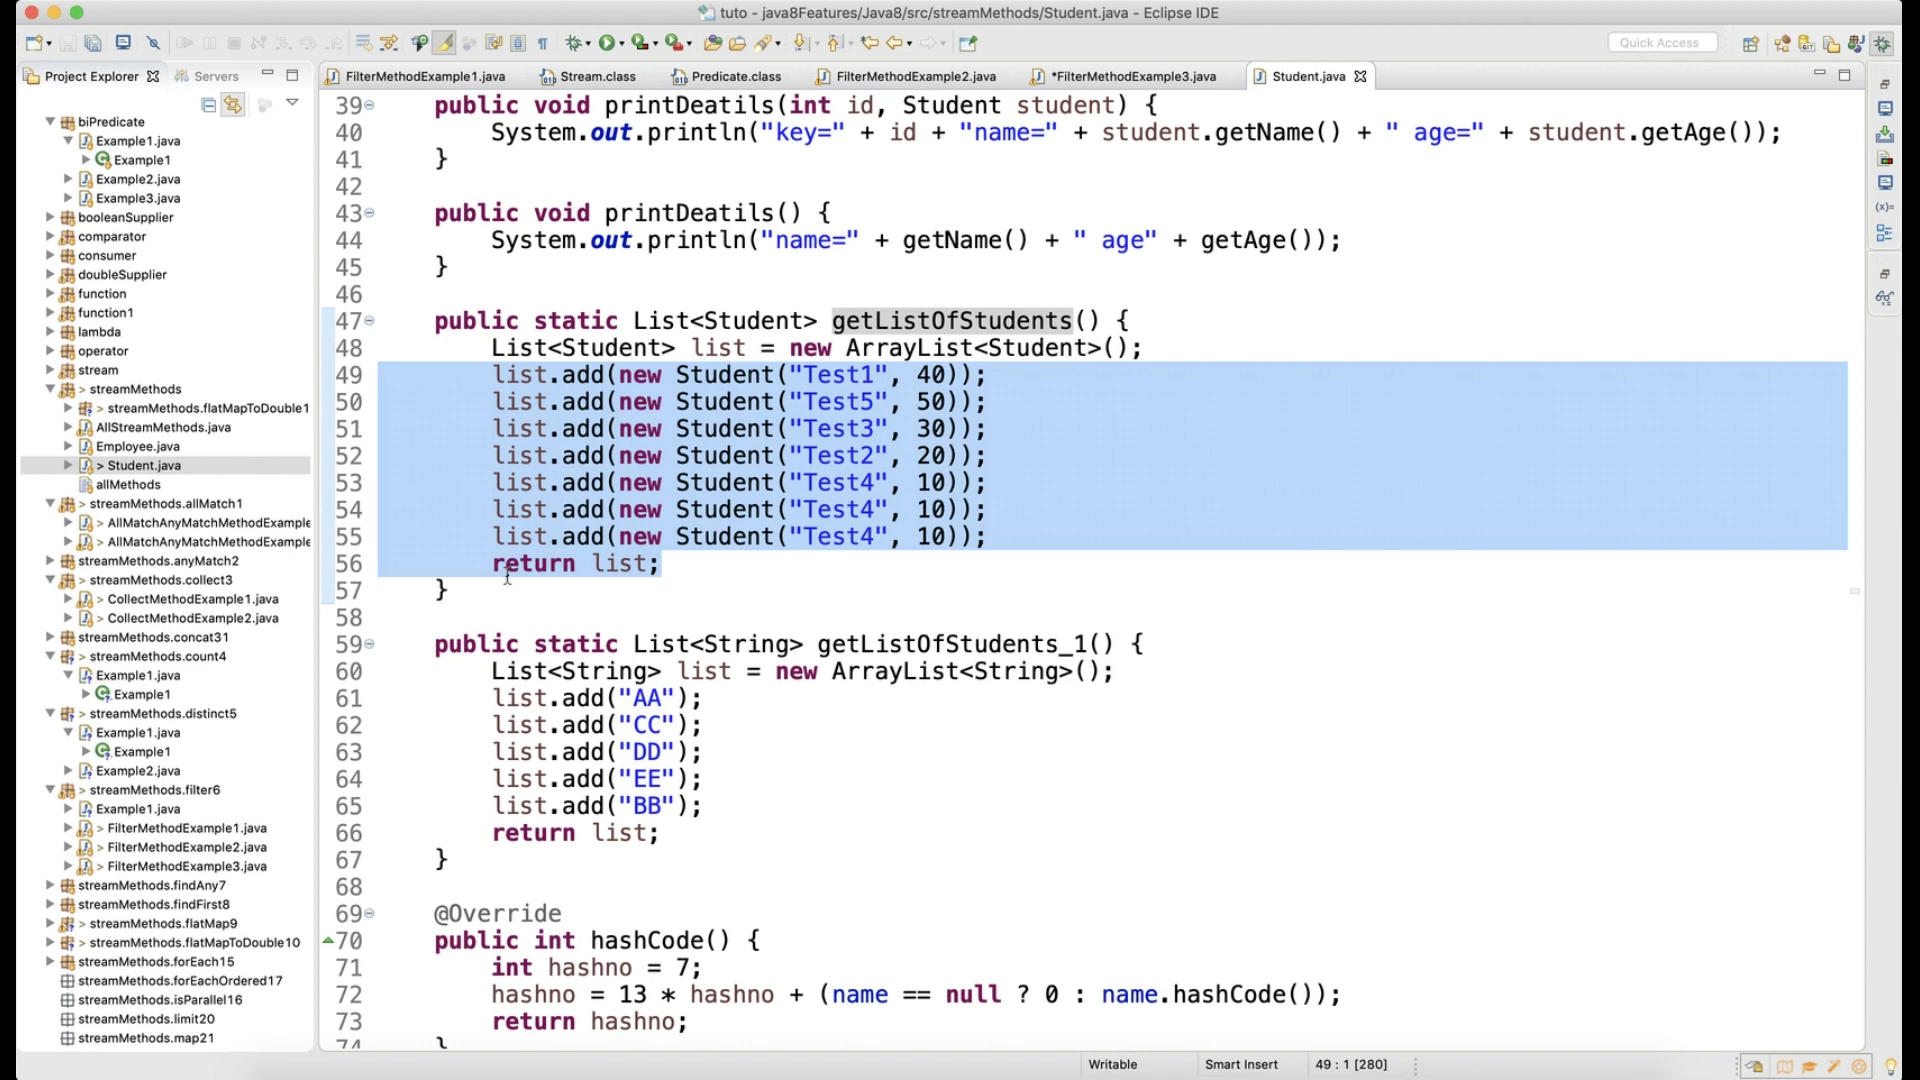 tuto - java8Features/Java8/src/streamMethods/Student.java - Eclipse IDE
Quick Access
Project Explorer
Servers
FilterMethodExample1.java
Stream.class
Predicate.class
FilterMethodExample2.java
*FilterMethodExample3.java
Student.java
biPredicate
Example1.java
Example1
Example2.java
Example3.java
booleanSupplier
comparator
consumer
doubleSupplier
function
function1
lambda
operator
stream
> streamMethods
> streamMethods.flatMapToDouble1
AllStreamMethods.java
Employee.java
> Student.java
allMethods
> streamMethods.allMatch1
> AllMatchAnyMatchMethodExample
> AllMatchAnyMatchMethodExample
streamMethods.anyMatch2
> streamMethods.collect3
> CollectMethodExample1.java
> CollectMethodExample2.java
streamMethods.concat31
> streamMethods.count4
Example1.java
Example1
> streamMethods.distinct5
Example1.java
Example1
Example2.java
> streamMethods.filter6
Example1.java
> FilterMethodExample1.java
> FilterMethodExample2.java
> FilterMethodExample3.java
streamMethods.findAny7
streamMethods.findFirst8
> streamMethods.flatMap9
> streamMethods.flatMapToDouble10
streamMethods.forEach15
streamMethods.forEachOrdered17
streamMethods.isParallel16
streamMethods.limit20
streamMethods.map21
39 public void printDeatils(int id, Student student) {
40 System.out.println("key=" + id + "name=" + student.getName() + " age=" + student.getAge());
41 }
42
43 public void printDeatils() {
44 System.out.println("name=" + getName() + " age" + getAge());
45 }
46
47 public static List<Student> getListOfStudents() {
48 List<Student> list = new ArrayList<Student>();
49 list.add(new Student("Test1", 40));
50 list.add(new Student("Test5", 50));
51 list.add(new Student("Test3", 30));
52 list.add(new Student("Test2", 20));
53 list.add(new Student("Test4", 10));
54 list.add(new Student("Test4", 10));
55 list.add(new Student("Test4", 10));
56 return list;
57 }
58
59 public static List<String> getListOfStudents_1() {
60 List<String> list = new ArrayList<String>();
61 list.add("AA");
62 list.add("CC");
63 list.add("DD");
64 list.add("EE");
65 list.add("BB");
66 return list;
67 }
68
69 @Override
70 public int hashCode() {
71 int hashno = 7;
72 hashno = 13 * hashno + (name == null ? 0 : name.hashCode());
73 return hashno;
74 }
Writable
Smart Insert
49 : 1 [280]